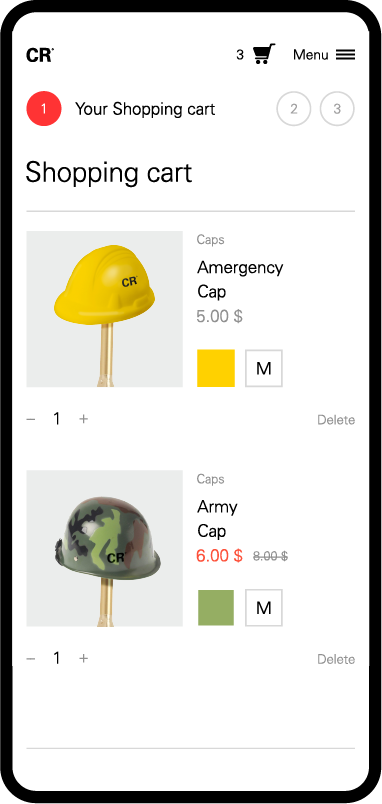 CR
3 Menu
1 Your Shopping cart 2 3
Shopping cart
Caps
Amergency
Cap
5.00 $
CR
M
− 1 + Delete
Caps
Army
Cap
6.00 $ 8.00 $
CR
M
− 1 + Delete